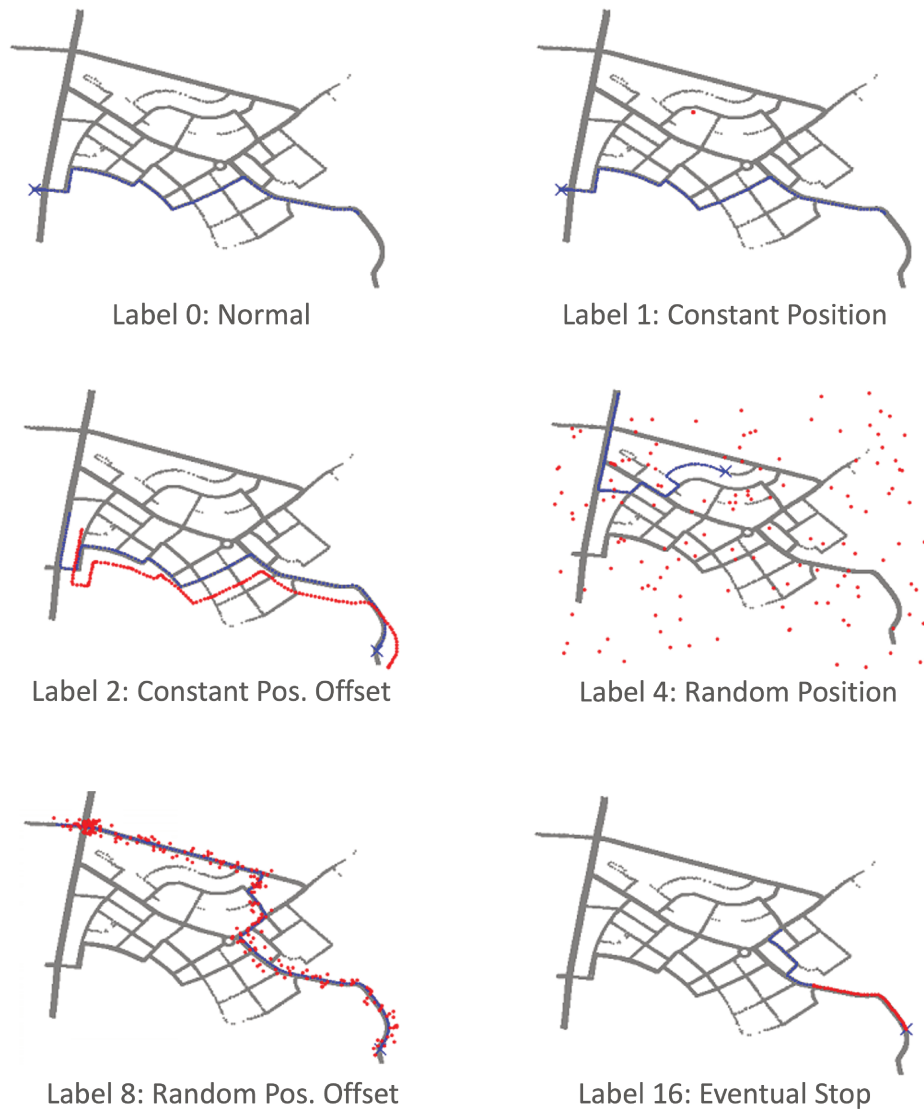 Label 0: Normal
Label 1: Constant Position
Label 2: Constant Pos. Offset
Label 4: Random Position
Label 8: Random Pos. Offset
Label 16: Eventual Stop